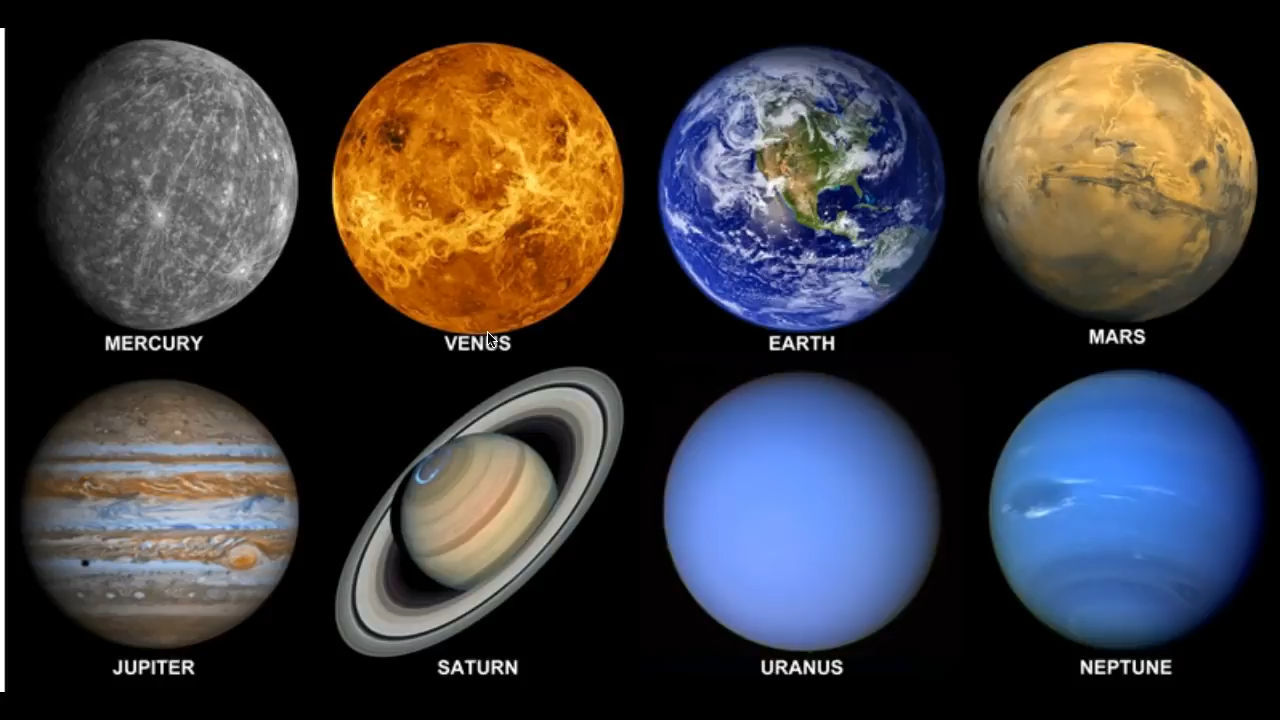 MERCURY
VENUS
EARTH
MARS
JUPITER
SATURN
URANUS
NEPTUNE